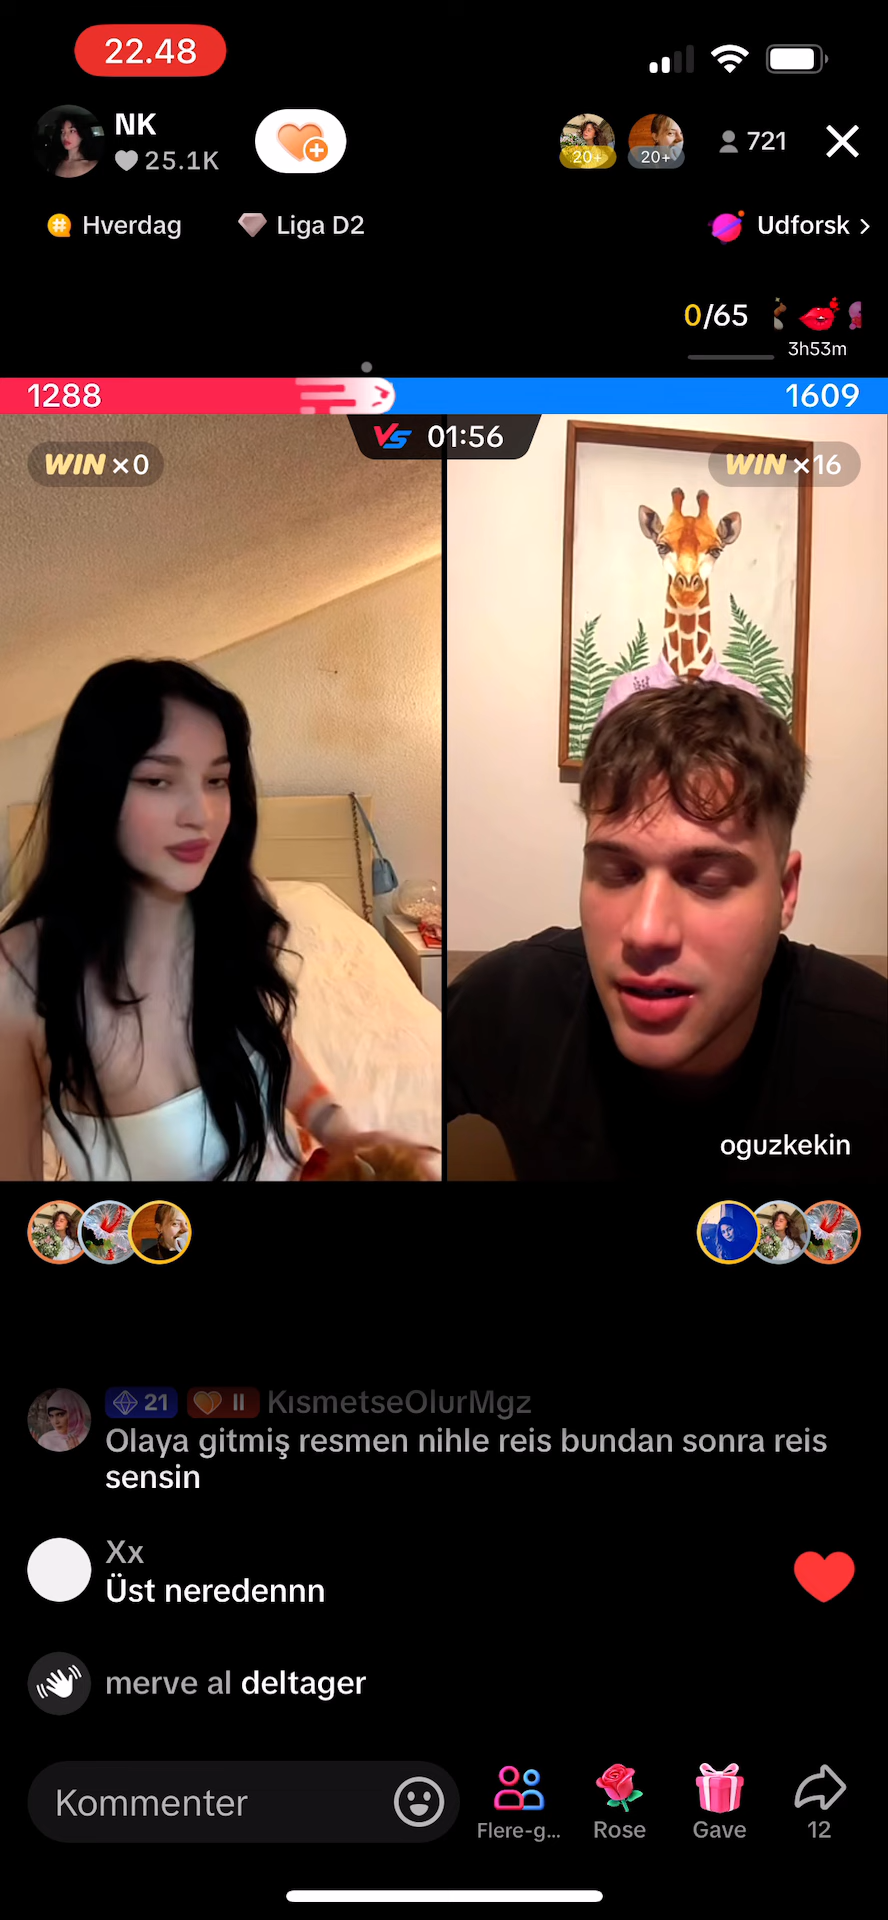 22.48
NK
25.1K
20+
20+
721
Hverdag
Liga D2
Udforsk >
0/65
3h53m
1288
1609
VS 01:56
WIN ×0
WIN ×16
oguzkekin
21 II KısmetseOlurMgz
Olaya gitmiş resmen nihle reis bundan sonra reis
sensin
Xx
Üst neredennn
merve al deltager
Kommenter
Flere-g...
Rose
Gave
12